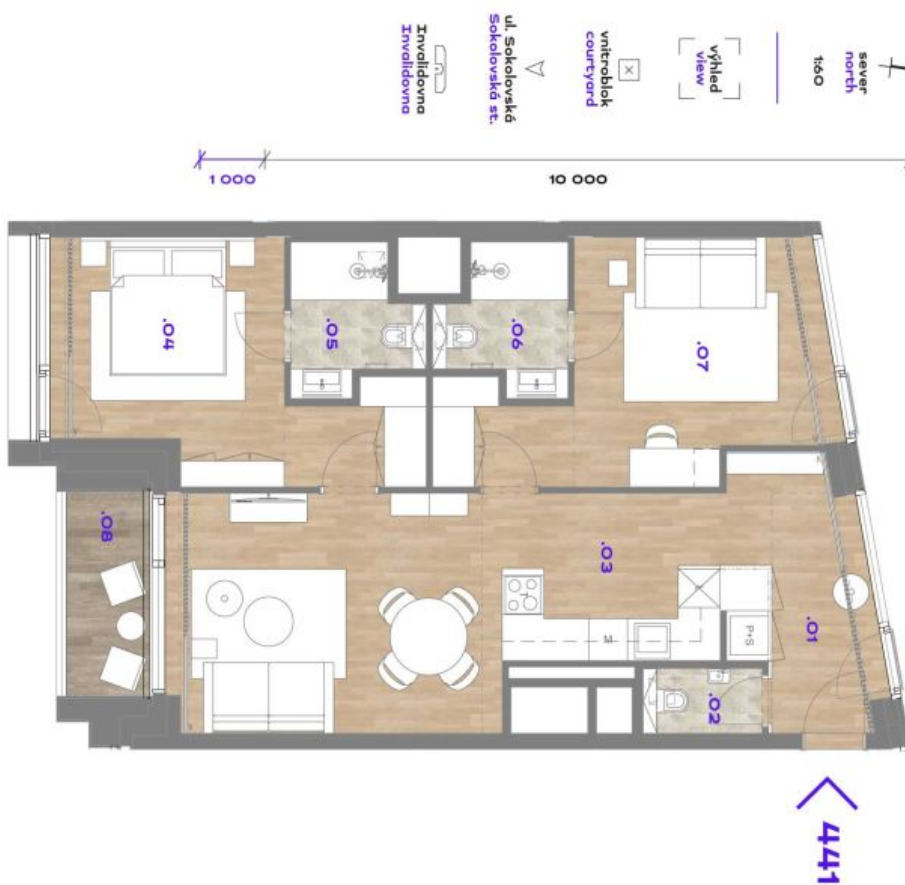 sever
north
1:60
výhled
view
vnitroblok
courtyard
ul. Sokolovská
Sokolovská st.
Invalidovna
Invalidovna
1 000
10 000
.04
.05
.06
.07
.08
.03
.01
.02
M
P+S
441